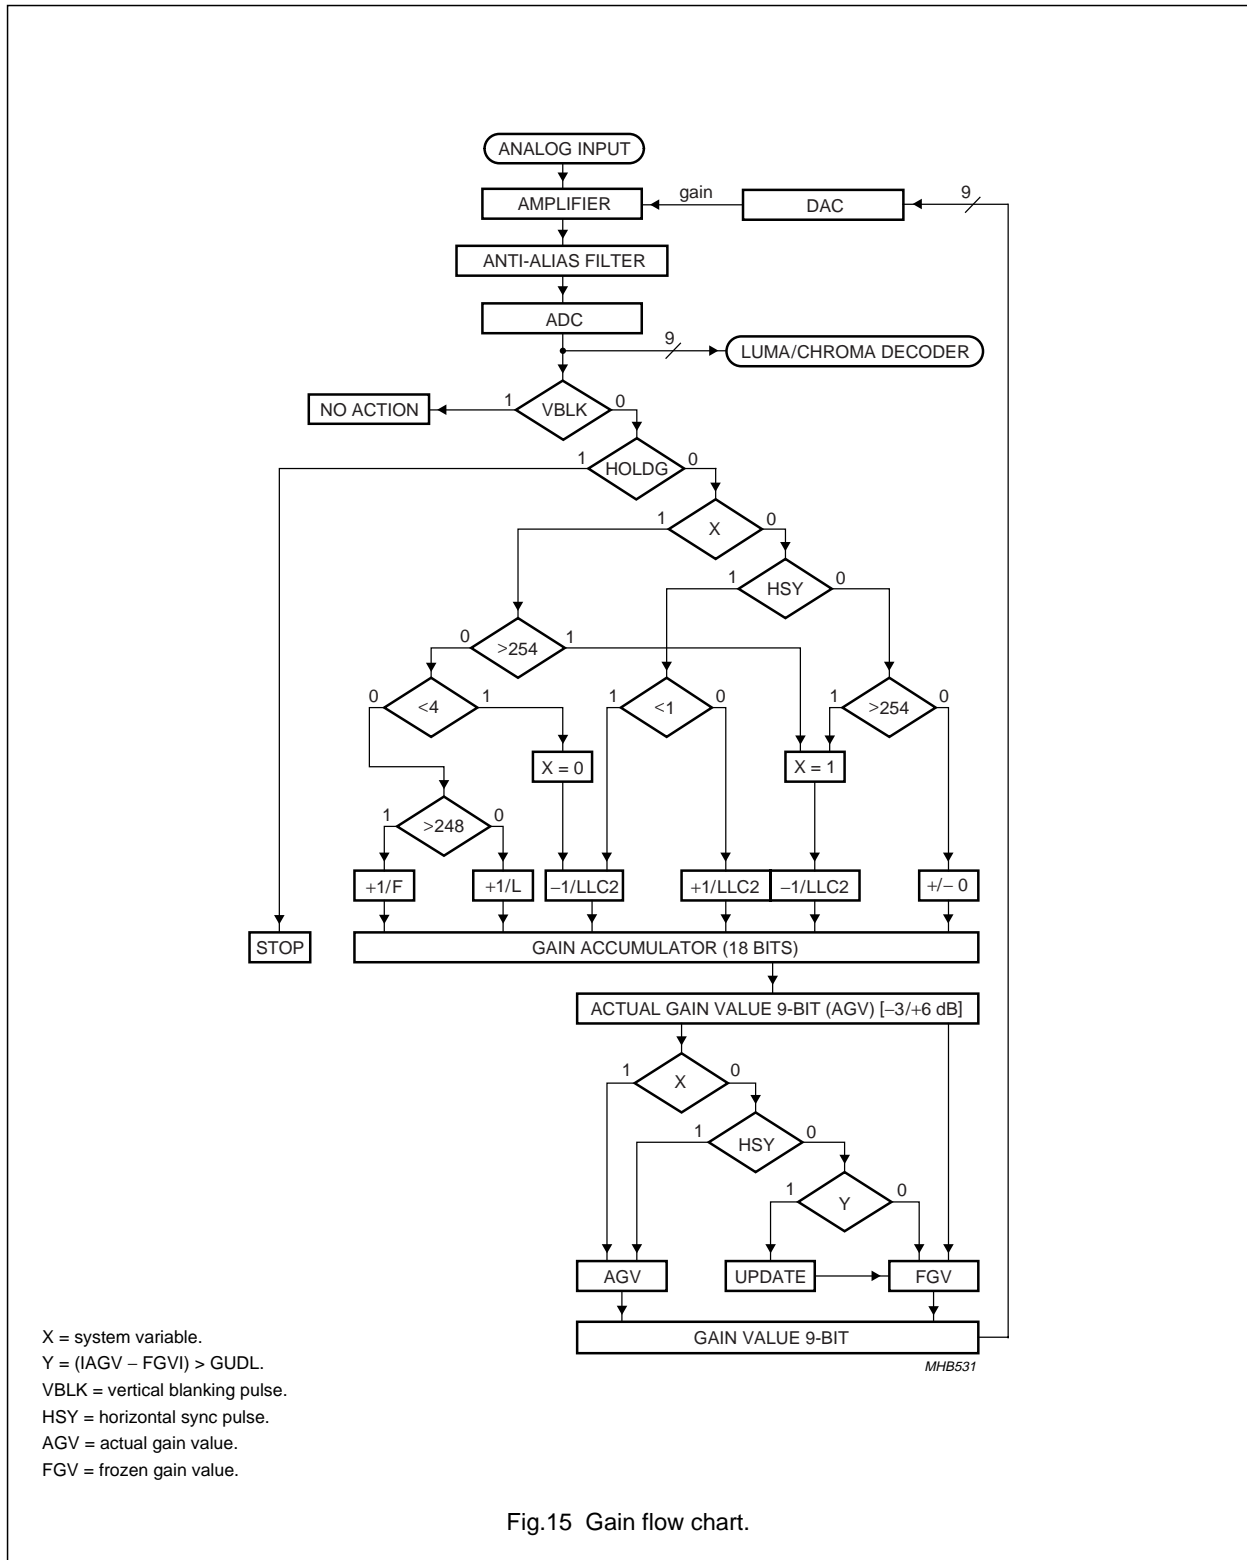 ANALOG INPUT
AMPLIFIER
gain
DAC
9
ANTI-ALIAS FILTER
ADC
9
LUMA/CHROMA DECODER
NO ACTION
1
VBLK
0
1
HOLDG
0
1
X
0
1
HSY
0
0
>254
1
0
<4
1
1
<1
0
1
>254
0
X = 0
X = 1
1
>248
0
+1/F
+1/L
−1/LLC2
+1/LLC2
−1/LLC2
+/− 0
STOP
GAIN ACCUMULATOR (18 BITS)
ACTUAL GAIN VALUE 9-BIT (AGV) [−3/+6 dB]
1
X
0
1
HSY
0
1
Y
0
AGV
UPDATE
FGV
GAIN VALUE 9-BIT
MHB531
X = system variable.
Y = (IAGV − FGVI) > GUDL.
VBLK = vertical blanking pulse.
HSY = horizontal sync pulse.
AGV = actual gain value.
FGV = frozen gain value.
Fig.15 Gain flow chart.